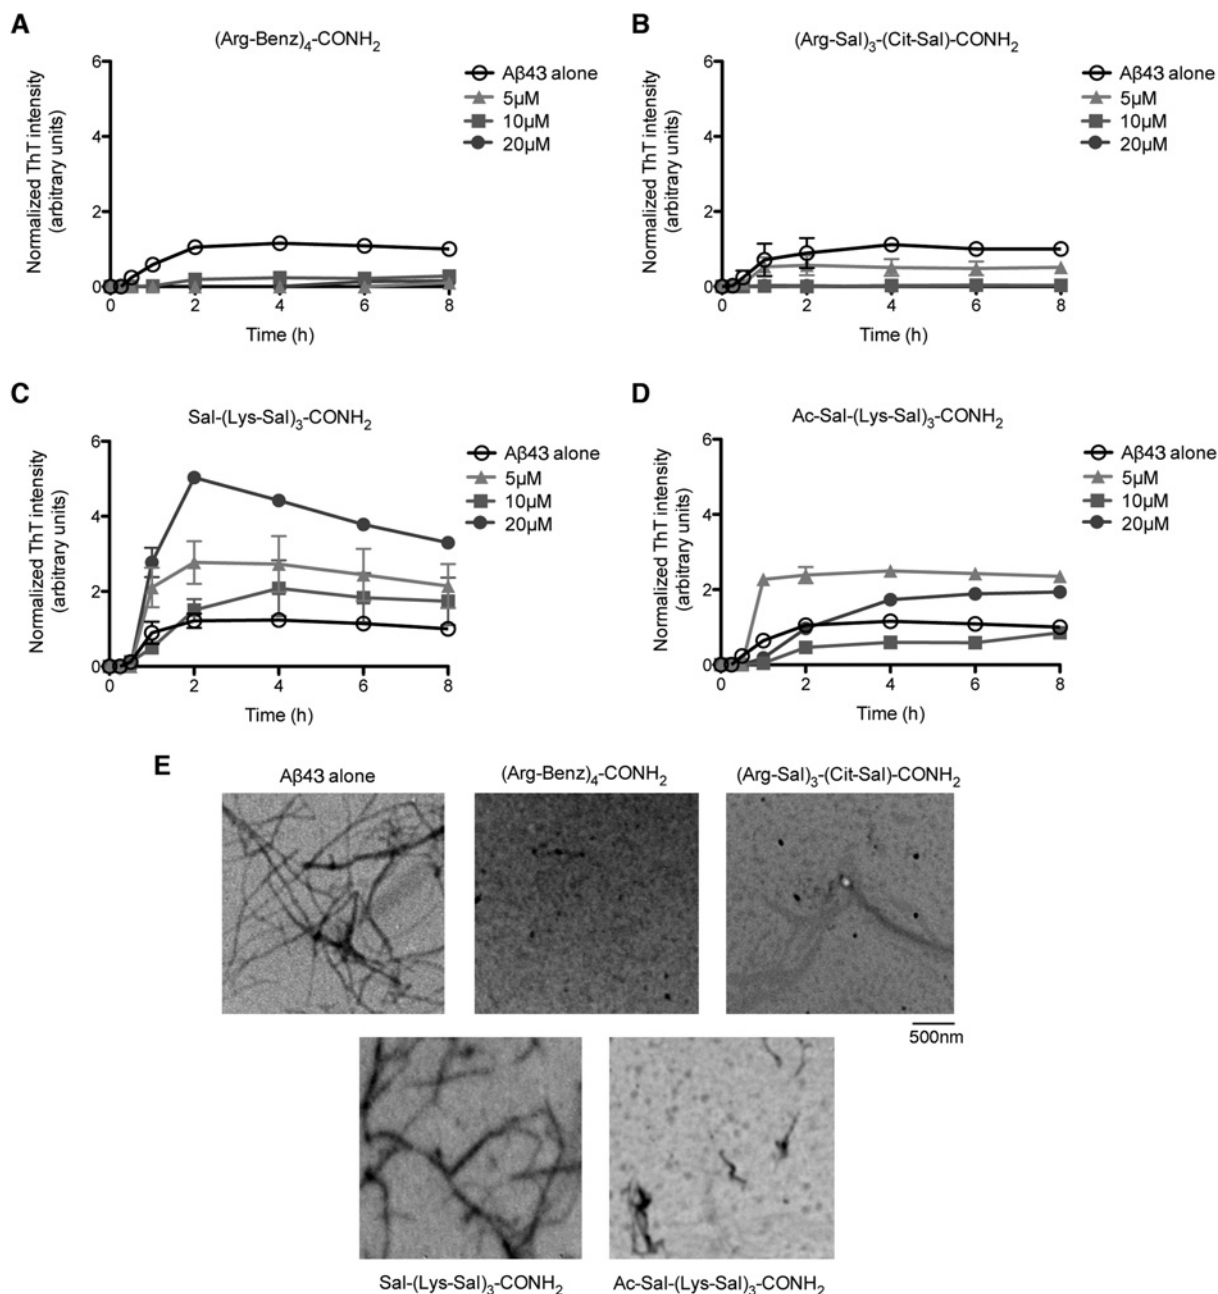 A
(Arg-Benz)₄-CONH₂
Normalized ThT intensity
(arbitrary units)
6
4
2
0
0 2 4 6 8
Time (h)
Aβ43 alone
5µM
10µM
20µM
B
(Arg-Sal)₃-(Cit-Sal)-CONH₂
Normalized ThT intensity
(arbitrary units)
6
4
2
0
0 2 4 6 8
Time (h)
Aβ43 alone
5µM
10µM
20µM
C
Sal-(Lys-Sal)₃-CONH₂
Normalized ThT intensity
(arbitrary units)
6
4
2
0
0 2 4 6 8
Time (h)
Aβ43 alone
5µM
10µM
20µM
D
Ac-Sal-(Lys-Sal)₃-CONH₂
Normalized ThT intensity
(arbitrary units)
6
4
2
0
0 2 4 6 8
Time (h)
Aβ43 alone
5µM
10µM
20µM
E
Aβ43 alone
(Arg-Benz)₄-CONH₂
(Arg-Sal)₃-(Cit-Sal)-CONH₂
500nm
Sal-(Lys-Sal)₃-CONH₂
Ac-Sal-(Lys-Sal)₃-CONH₂